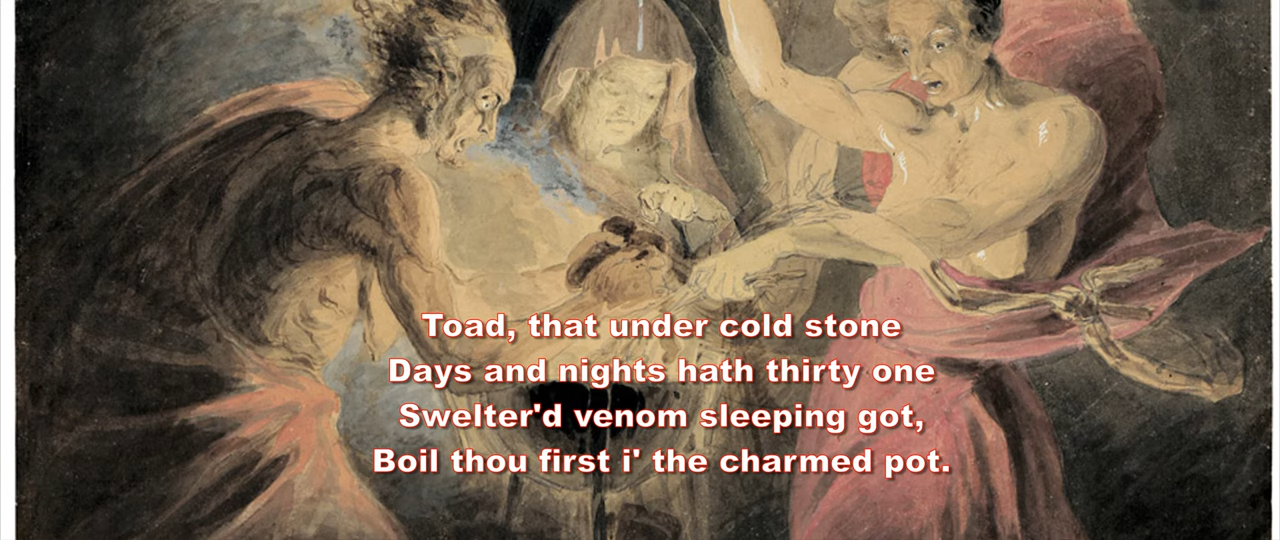 Toad, that under cold stone
Days and nights hath thirty one
Swelter'd venom sleeping got,
Boil thou first i' the charmed pot.